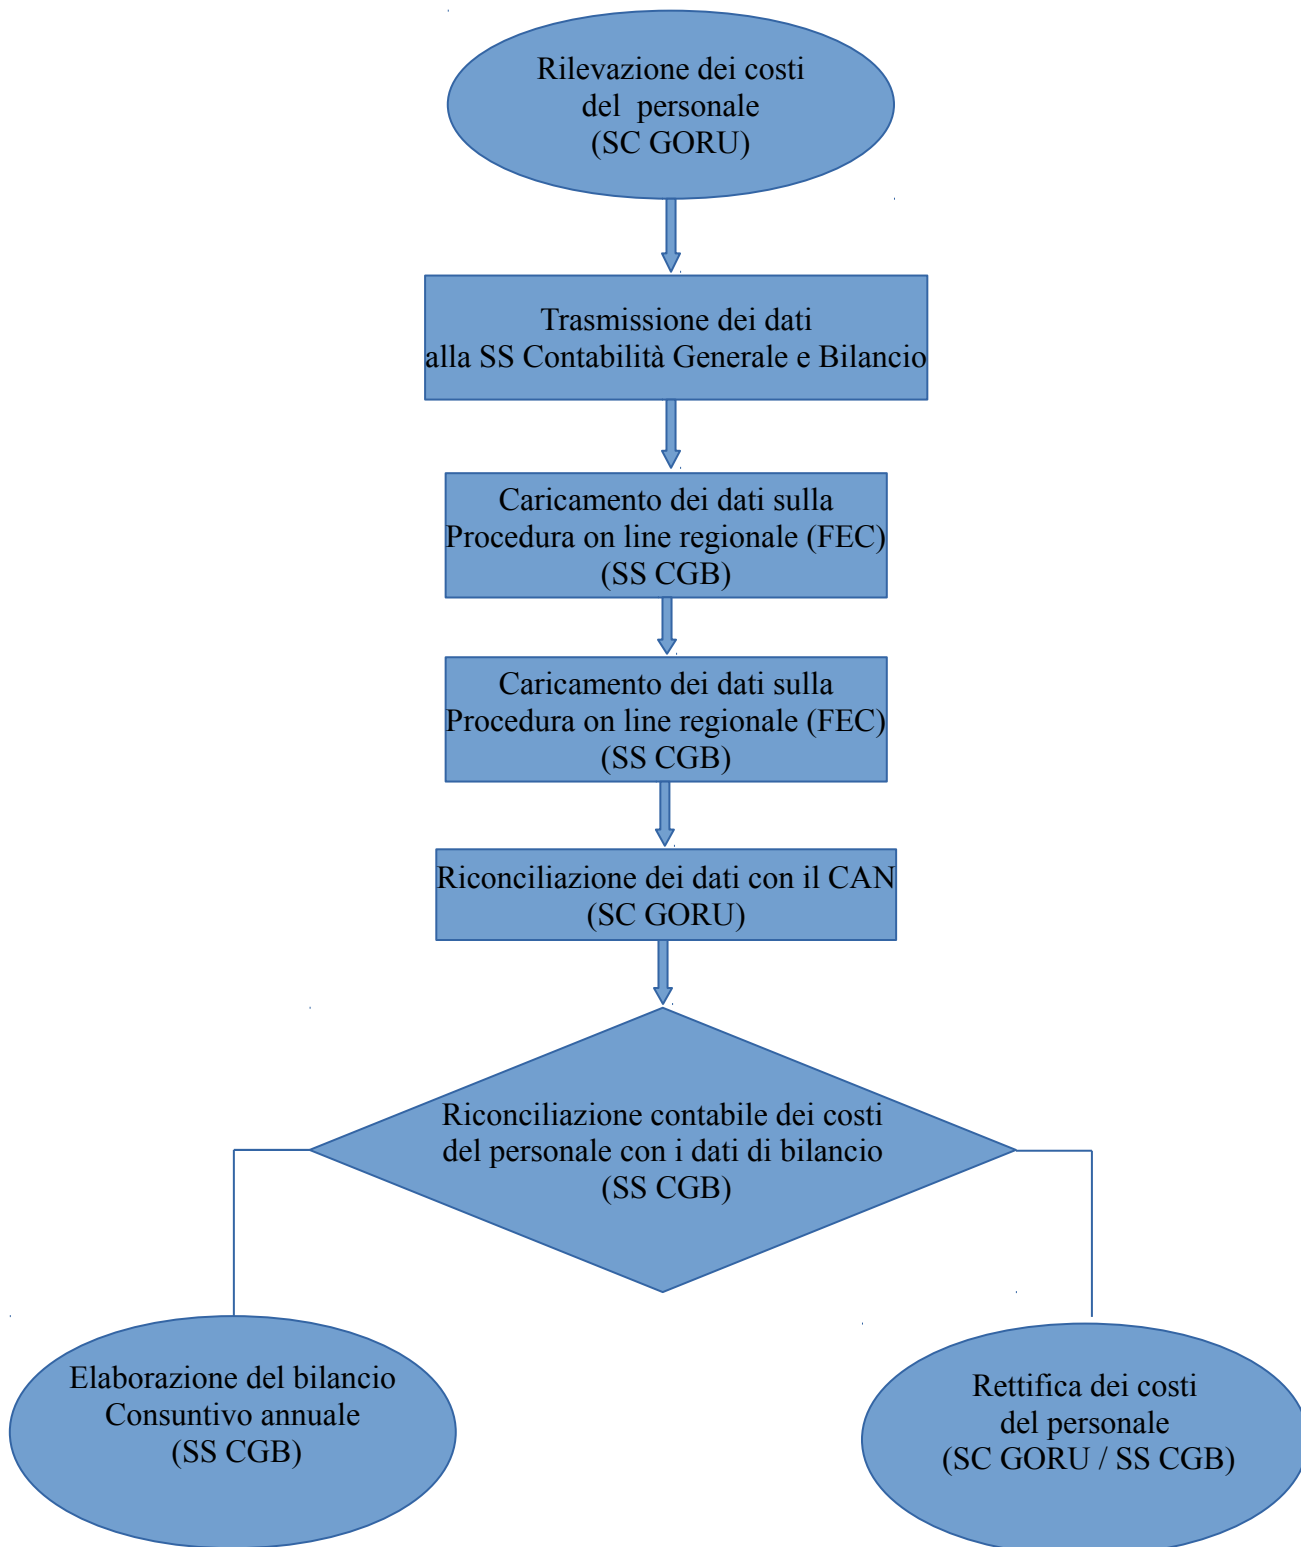 Rilevazione dei costi
del personale
(SC GORU)
Trasmissione dei dati
alla SS Contabilità Generale e Bilancio
Caricamento dei dati sulla
Procedura on line regionale (FEC)
(SS CGB)
Caricamento dei dati sulla
Procedura on line regionale (FEC)
(SS CGB)
Riconciliazione dei dati con il CAN
(SC GORU)
Riconciliazione contabile dei costi
del personale con i dati di bilancio
(SS CGB)
Elaborazione del bilancio
Consuntivo annuale
(SS CGB)
Rettifica dei costi
del personale
(SC GORU / SS CGB)